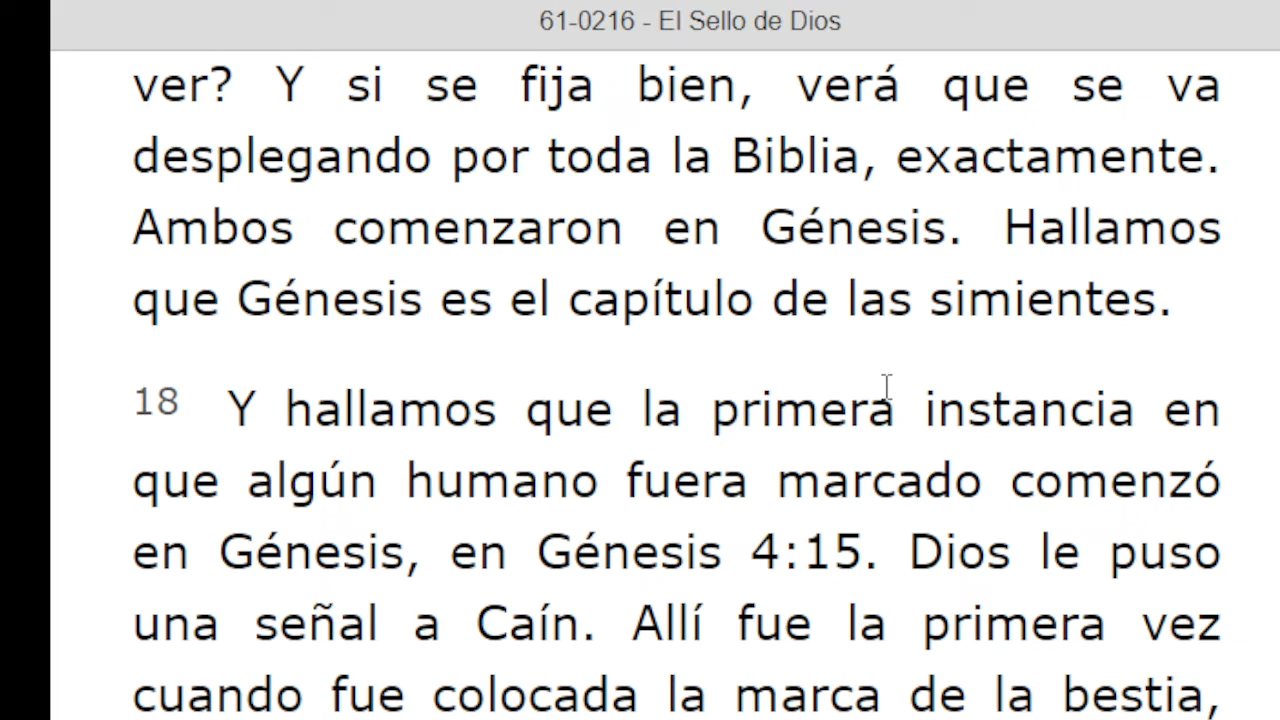 61-0216 - El Sello de Dios
ver? Y si se fija bien, verá que se va
desplegando por toda la Biblia, exactamente.
Ambos comenzaron en Génesis. Hallamos
que Génesis es el capítulo de las simientes.
18 Y hallamos que la primera instancia en
que algún humano fuera marcado comenzó
en Génesis, en Génesis 4:15. Dios le puso
una señal a Caín. Allí fue la primera vez
cuando fue colocada la marca de la bestia,